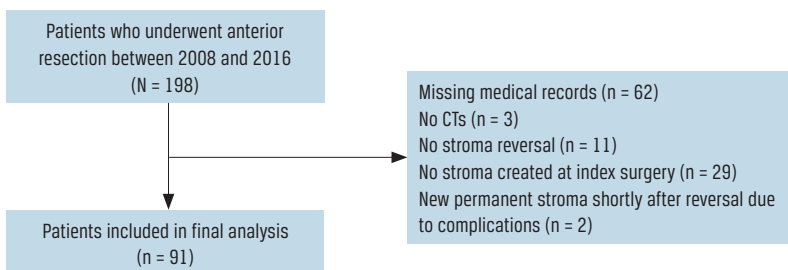 Patients who underwent anterior
resection between 2008 and 2016
(N = 198)
Missing medical records (n = 62)
No CTs (n = 3)
No stroma reversal (n = 11)
No stroma created at index surgery (n = 29)
New permanent stroma shortly after reversal due
to complications (n = 2)
Patients included in final analysis
(n = 91)